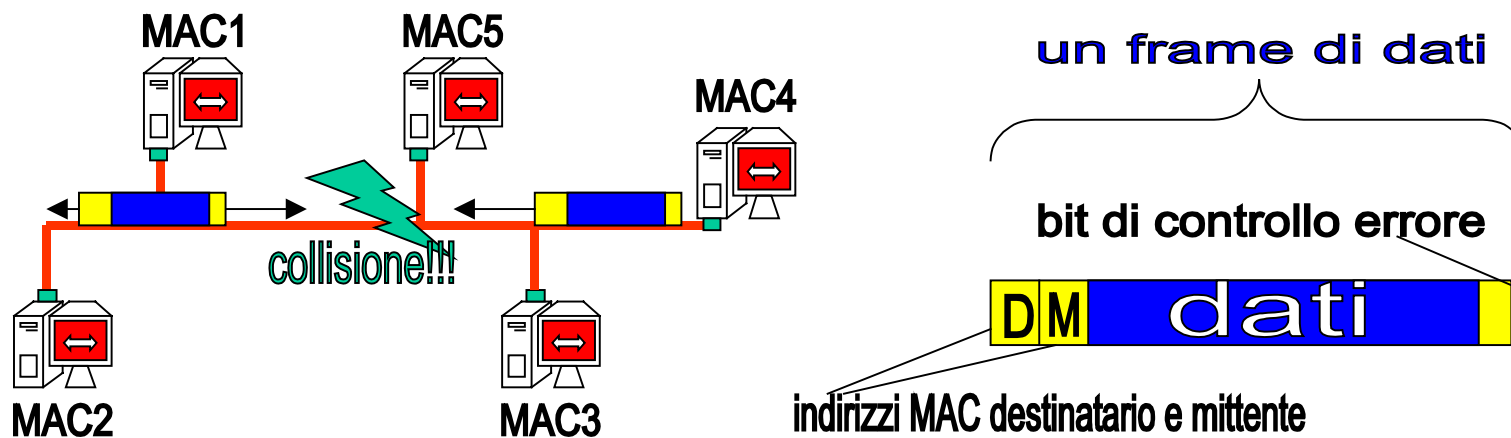 MAC1
MAC5
MAC4
collisione!!!
MAC2
MAC3
un frame di dati
bit di controllo errore
D M dati
indirizzi MAC destinatario e mittente